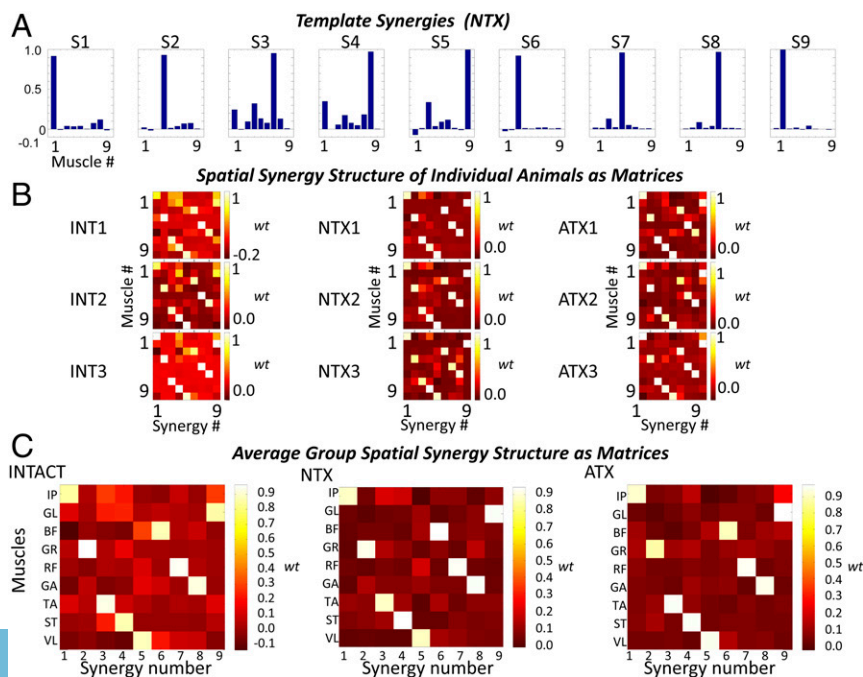 A
Template Synergies (NTX)
S1 S2 S3 S4 S5 S6 S7 S8 S9
1.0
0.5
0
-0.1
1 9 1 9 1 9 1 9 1 9
Muscle #
B
Spatial Synergy Structure of Individual Animals as Matrices
INT1 1 9 1 wt -0.2
NTX1 1 9 1 wt 0.0
ATX1 1 9 1 wt 0.0
INT2 1 9 1 wt 0.0
NTX2 1 9 1 wt 0.0
ATX2 1 9 1 wt 0.0
INT3 1 9 1 wt 0.0
NTX3 1 9 1 wt 0.0
ATX3 1 9 1 wt 0.0
Muscle #
Muscle #
Muscle #
1 9 1 9 1 9
Synergy # Synergy # Synergy #
C
Average Group Spatial Synergy Structure as Matrices
INTACT
NTX
ATX
Muscles
IP
GL
BF
GR
RF
GA
TA
ST
VL
1 2 3 4 5 6 7 8 9
Synergy number
0.9
0.8
0.7
0.6
0.5
0.4
0.3
0.2
0.1
0.0
-0.1
wt
IP
GL
BF
GR
RF
GA
TA
ST
VL
1 2 3 4 5 6 7 8 9
Synergy number
0.9
0.8
0.7
0.6
0.5
0.4
0.3
0.2
0.1
0.0
wt
IP
GL
BF
GR
RF
GA
TA
ST
VL
1 2 3 4 5 6 7 8 9
Synergy number
0.9
0.8
0.7
0.6
0.5
0.4
0.3
0.2
0.1
0.0
wt